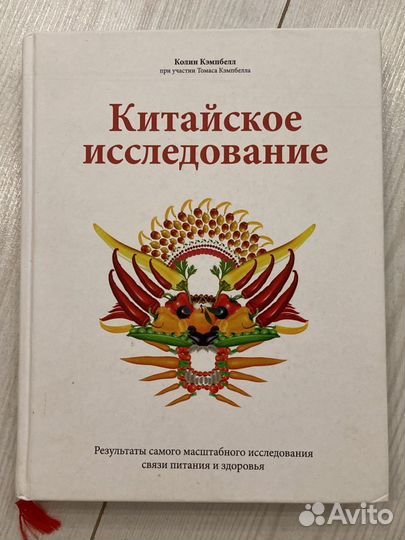 Колин Кэмпбелл
при участии Томаса Кэмпбелла
Китайское
исследование
Результаты самого масштабного исследования
связи питания и здоровья
Avito